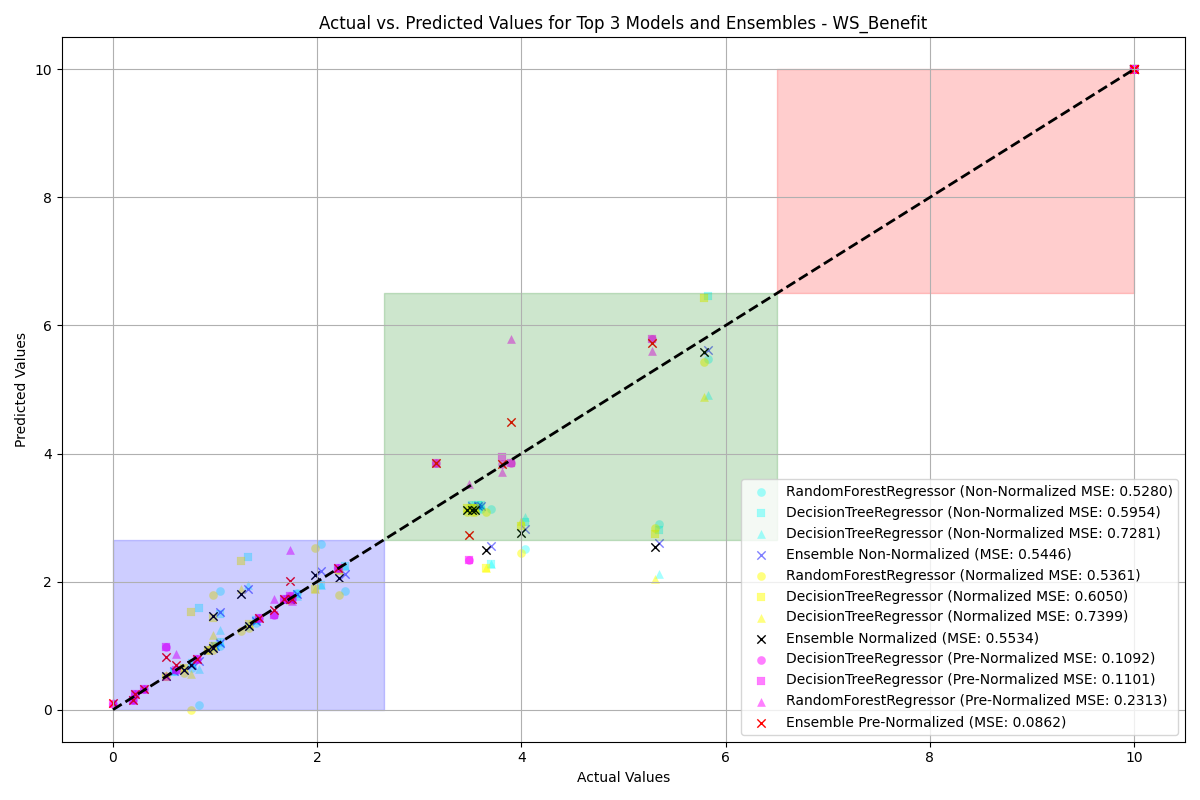 Actual vs. Predicted Values for Top 3 Models and Ensembles - WS_Benefit
10
8
6
4
2
0
Predicted Values
RandomForestRegressor (Non-Normalized MSE: 0.5280)
DecisionTreeRegressor (Non-Normalized MSE: 0.5954)
DecisionTreeRegressor (Non-Normalized MSE: 0.7281)
Ensemble Non-Normalized (MSE: 0.5446)
RandomForestRegressor (Normalized MSE: 0.5361)
DecisionTreeRegressor (Normalized MSE: 0.6050)
DecisionTreeRegressor (Normalized MSE: 0.7399)
Ensemble Normalized (MSE: 0.5534)
DecisionTreeRegressor (Pre-Normalized MSE: 0.1092)
DecisionTreeRegressor (Pre-Normalized MSE: 0.1101)
RandomForestRegressor (Pre-Normalized MSE: 0.2313)
Ensemble Pre-Normalized (MSE: 0.0862)
0 2 4 6 8 10
Actual Values